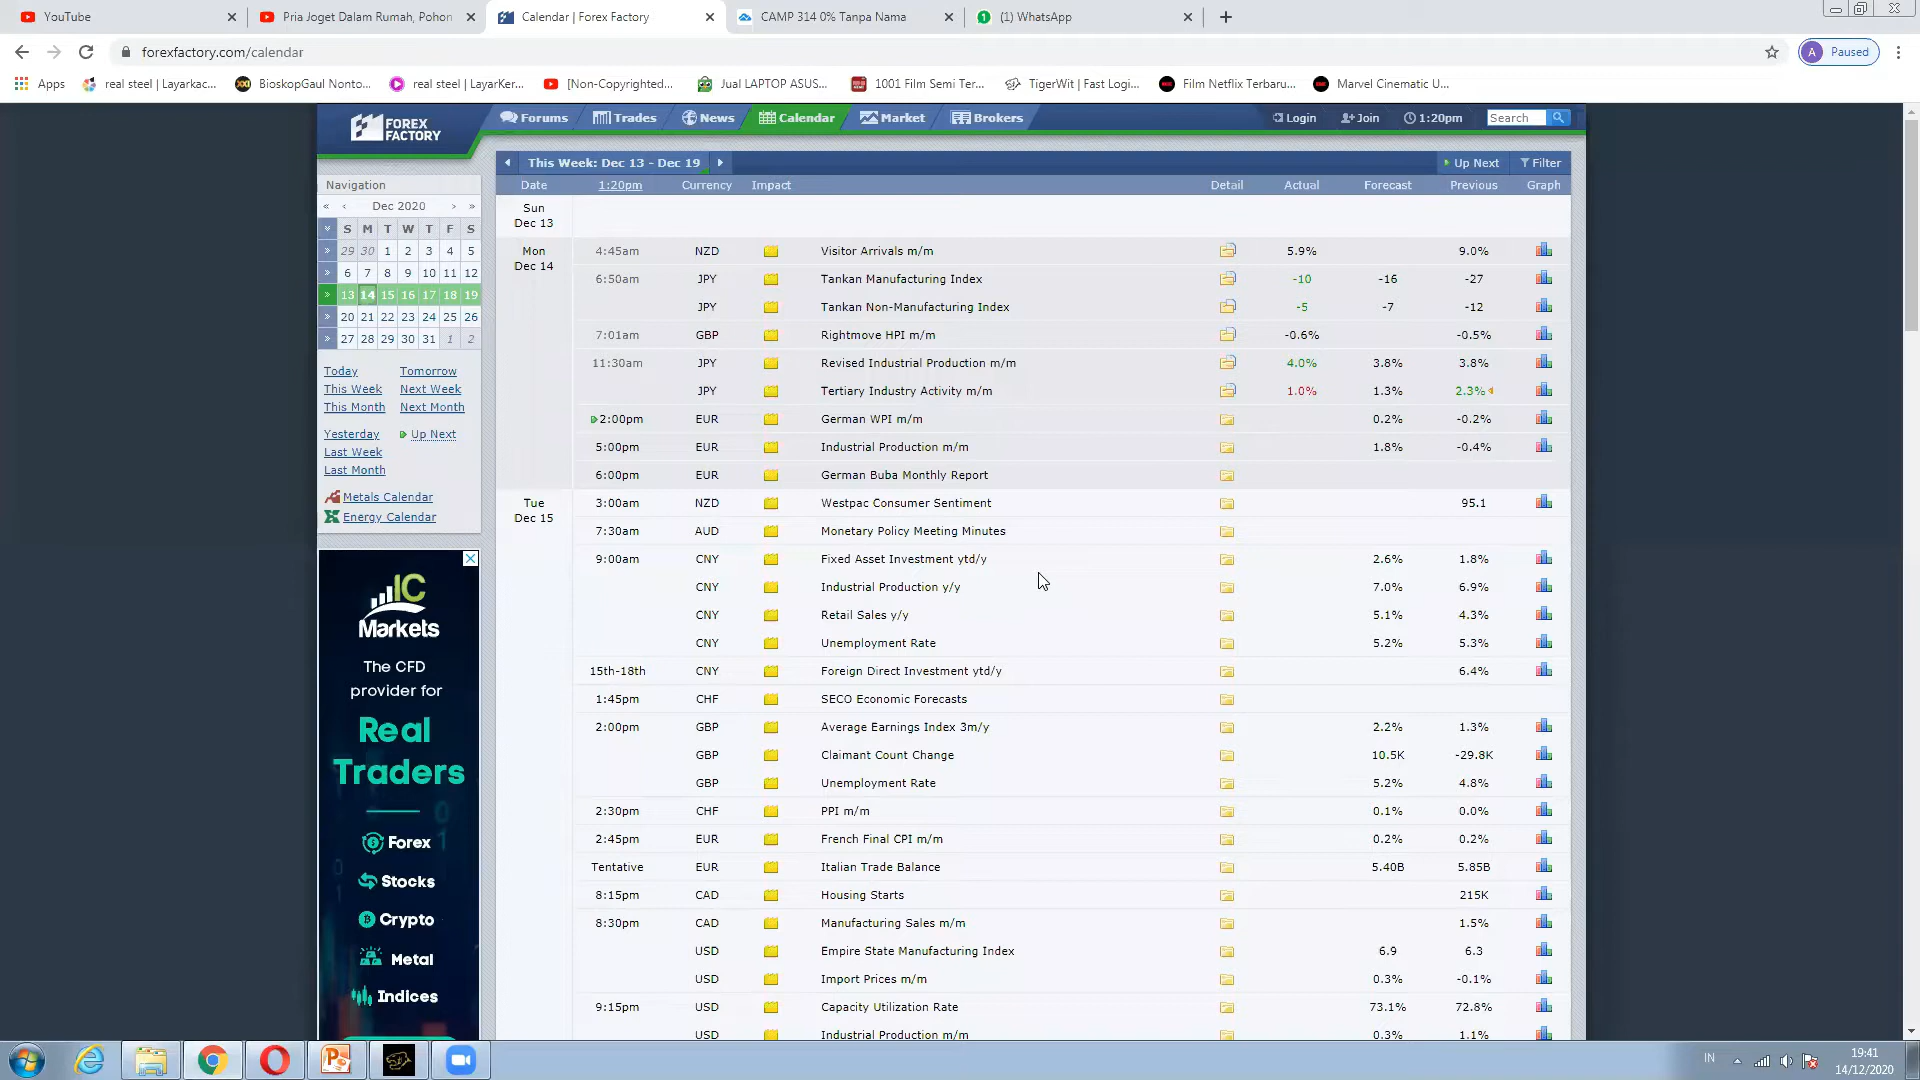 YouTube
Pria Joget Dalam Rumah, Pohon
Calendar | Forex Factory
CAMP 314 0% Tanpa Nama
(1) WhatsApp
forexfactory.com/calendar
A Paused
Apps
real steel | Layarkac...
BioskopGaul Nonto...
real steel | LayarKer...
[Non-Copyrighted...
Jual LAPTOP ASUS...
1001 Film Semi Ter...
TigerWit | Fast Logi...
Film Netflix Terbaru...
Marvel Cinematic U...
FOREX FACTORY
Forums Trades News Calendar Market Brokers
Login Join 1:20pm Search
This Week: Dec 13 - Dec 19 Up Next Filter
Date 1:20pm Currency Impact Detail Actual Forecast Previous Graph
Navigation
« ‹ Dec 2020 › »
S M T W T F S
29 30 1 2 3 4 5
6 7 8 9 10 11 12
13 14 15 16 17 18 19
20 21 22 23 24 25 26
27 28 29 30 31 1 2
Today Tomorrow
This Week Next Week
This Month Next Month
Yesterday Up Next
Last Week
Last Month
Metals Calendar
Energy Calendar
IC Markets
The CFD
provider for
Real
Traders
Forex
Stocks
Crypto
Metal
Indices
Sun
Dec 13
Mon
Dec 14
4:45am NZD Visitor Arrivals m/m 5.9% 9.0%
6:50am JPY Tankan Manufacturing Index -10 -16 -27
JPY Tankan Non-Manufacturing Index -5 -7 -12
7:01am GBP Rightmove HPI m/m -0.6% -0.5%
11:30am JPY Revised Industrial Production m/m 4.0% 3.8% 3.8%
JPY Tertiary Industry Activity m/m 1.0% 1.3% 2.3%
2:00pm EUR German WPI m/m 0.2% -0.2%
5:00pm EUR Industrial Production m/m 1.8% -0.4%
6:00pm EUR German Buba Monthly Report
Tue
Dec 15
3:00am NZD Westpac Consumer Sentiment 95.1
7:30am AUD Monetary Policy Meeting Minutes
9:00am CNY Fixed Asset Investment ytd/y 2.6% 1.8%
CNY Industrial Production y/y 7.0% 6.9%
CNY Retail Sales y/y 5.1% 4.3%
CNY Unemployment Rate 5.2% 5.3%
15th-18th CNY Foreign Direct Investment ytd/y 6.4%
1:45pm CHF SECO Economic Forecasts
2:00pm GBP Average Earnings Index 3m/y 2.2% 1.3%
GBP Claimant Count Change 10.5K -29.8K
GBP Unemployment Rate 5.2% 4.8%
2:30pm CHF PPI m/m 0.1% 0.0%
2:45pm EUR French Final CPI m/m 0.2% 0.2%
Tentative EUR Italian Trade Balance 5.40B 5.85B
8:15pm CAD Housing Starts 215K
8:30pm CAD Manufacturing Sales m/m 1.5%
USD Empire State Manufacturing Index 6.9 6.3
USD Import Prices m/m 0.3% -0.1%
9:15pm USD Capacity Utilization Rate 73.1% 72.8%
USD Industrial Production m/m 0.3% 1.1%
IN
19:41
14/12/2020